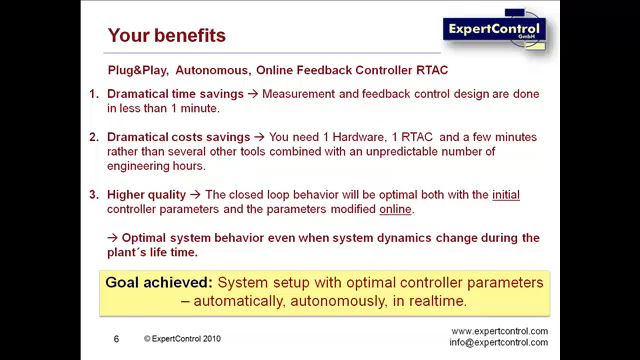 Your benefits
ExpertControl
GmbH
Plug&Play, Autonomous, Online Feedback Controller RTAC
1. Dramatical time savings → Measurement and feedback control design are done
in less than 1 minute.
2. Dramatical costs savings → You need 1 Hardware, 1 RTAC and a few minutes
rather than several other tools combined with an unpredictable number of
engineering hours.
3. Higher quality → The closed loop behavior will be optimal both with the initial
controller parameters and the parameters modified online.
→ Optimal system behavior even when system dynamics change during the
plant´s life time.
Goal achieved: System setup with optimal controller parameters
– automatically, autonomously, in realtime.
6
© ExpertControl 2010
www.expertcontrol.com
info@expertcontrol.com